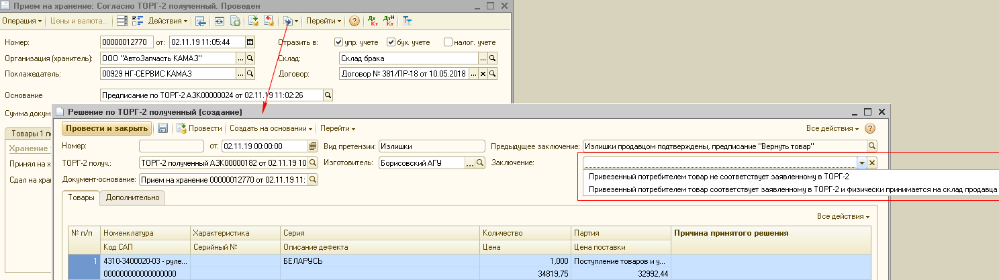 Прием на хранение: Согласно ТОРГ-2 полученный. Проведен
Операция Цены и валюта... Действия Перейти ? Дт Кт ДтН Кт Тт
Номер: 00000012770 от: 02.11.19 11:05:44 Отразить в: упр. учете бух. учете налог. учете
Организация (хранитель): ООО "АвтоЗапчасть КАМАЗ" ... Склад: Склад брака ...
Поклажедатель: 00929 НГ-СЕРВИС КАМАЗ ... Договор: Договор № 381/ПР-18 от 10.05.2018 ... ×
Основание Предписание по ТОРГ-2 АЗК00000024 от 02.11.19 11:02:26
Сумма докум
Товары 1 по
Хранение
Принял на х
Сдал на хран
Решение по ТОРГ-2 полученный (создание)
Провести и закрыть Провести Создать на основании Перейти Все действия ?
Номер: от: 02.11.19 00:00:00 Вид претензии: Излишки Предыдущее заключение: Излишки продавцом подтверждены, предписание "Вернуть товар"
ТОРГ-2 получ.: ТОРГ-2 полученный АЗК00000182 от 02.11.19 10 Изготовитель: Борисовский АГУ ... Заключение:
Документ-основание: Прием на хранение 00000012770 от 02.11.19 11:
Привезенный потребителем товар не соответствует заявленному в ТОРГ-2
Привезенный потребителем товар соответствует заявленному в ТОРГ-2 и физически принимается на склад продавца
Товары Дополнительно
Все действия
№ п/п Номенклатура Характеристика Серия Количество Партия Причина принятого решения
Код САП Серийный № Описание дефекта Цена Цена поставки
1 4310-3400020-03 - руле... БЕЛАРУСЬ 1,000 Поступление товаров и у...
000000000000000000 34819,75 32992,44